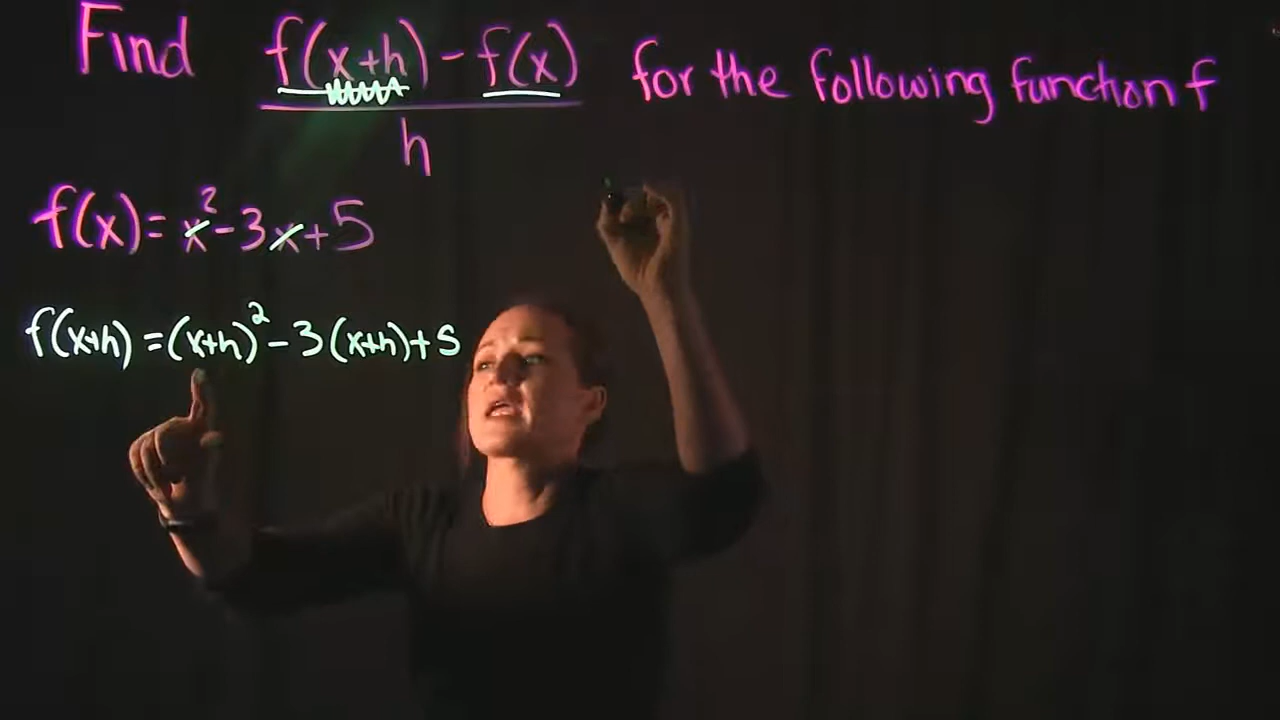 Find f(x+h) - f(x) for the following function f
h
f(x) = x² - 3x + 5
f(x+h) = (x+h)² - 3(x+h) + 5